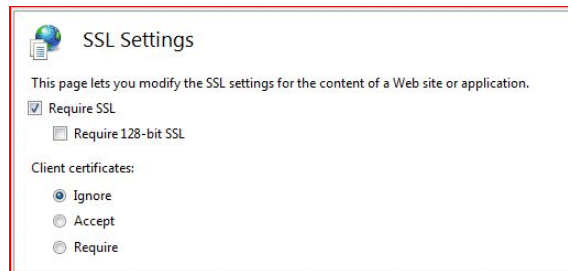 SSL Settings
This page lets you modify the SSL settings for the content of a Web site or application.
Require SSL
Require 128-bit SSL
Client certificates:
Ignore
Accept
Require